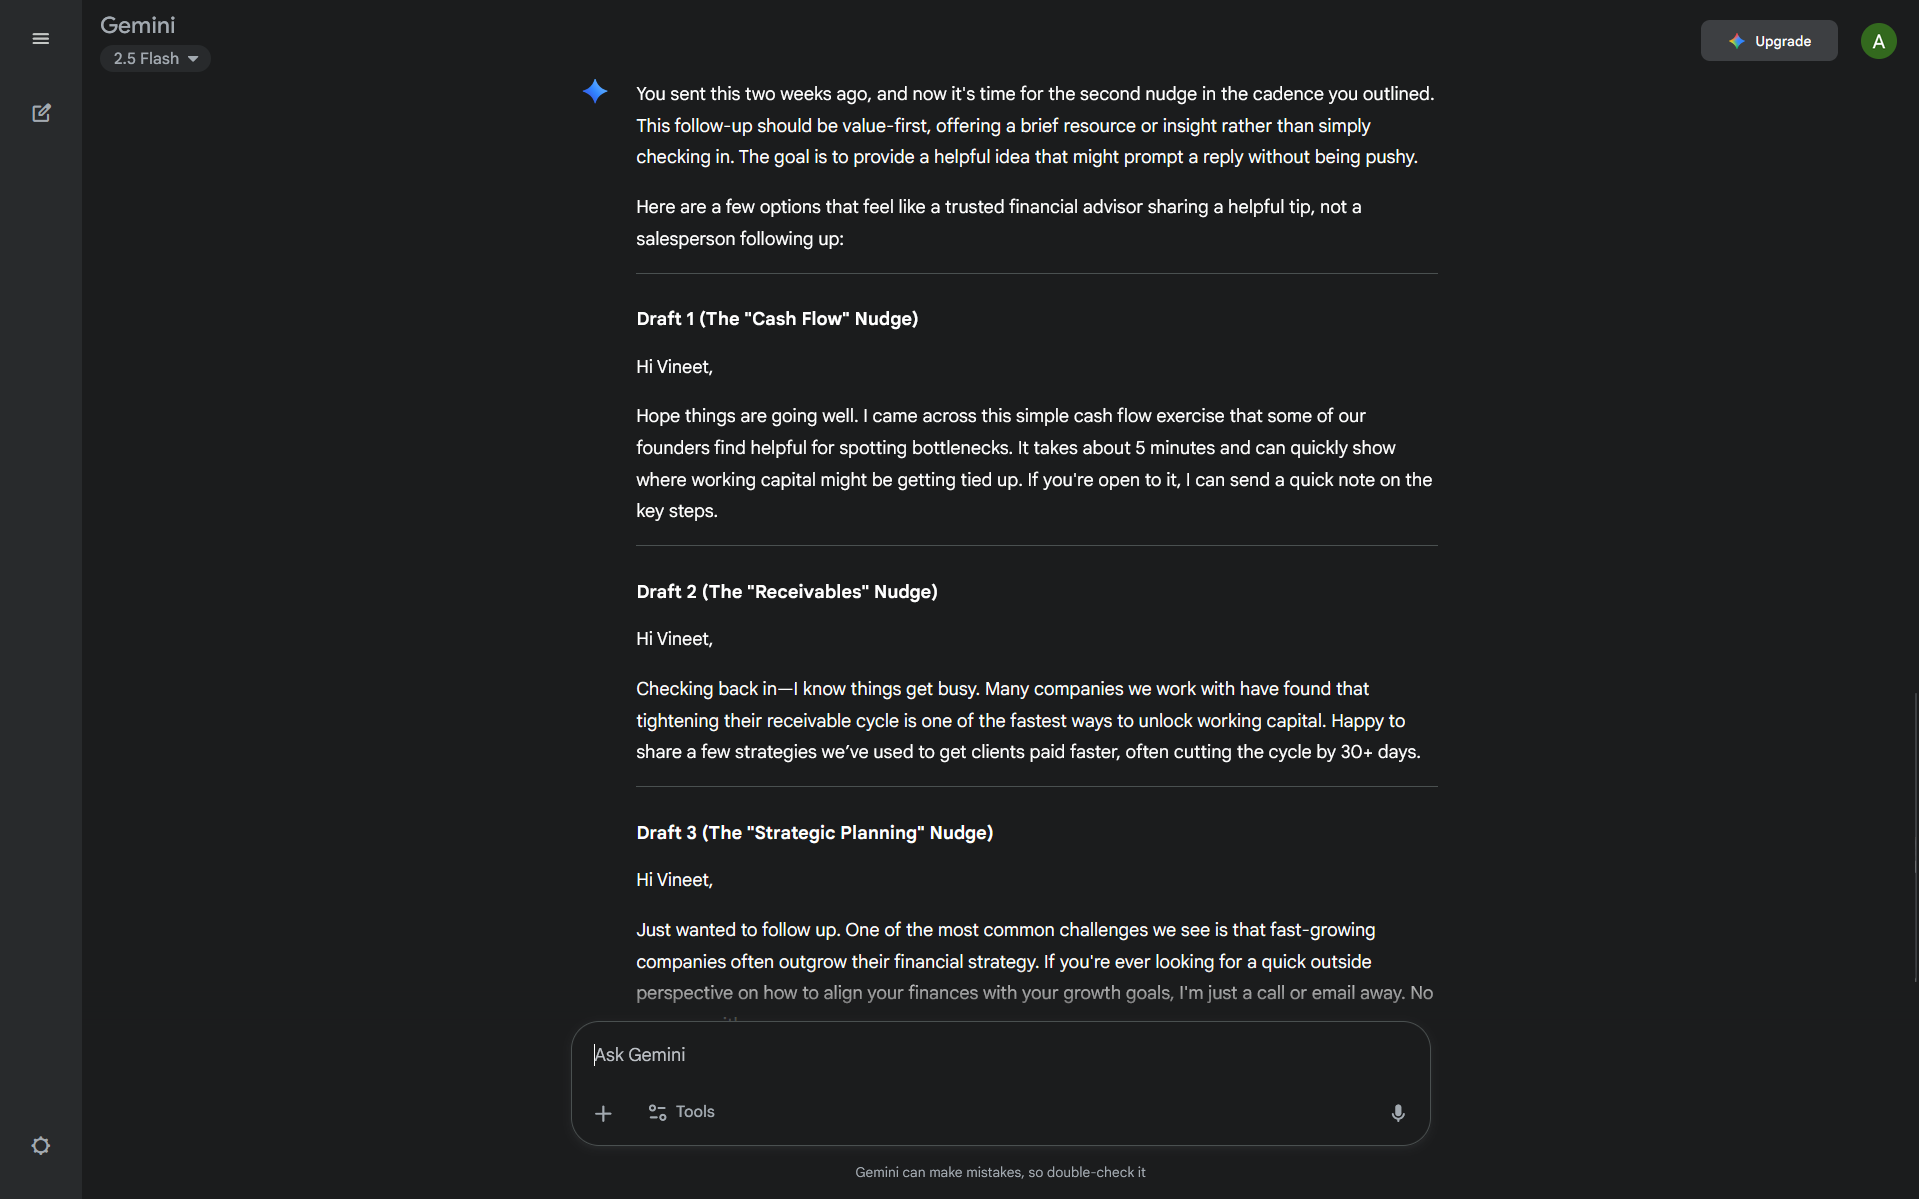 Gemini
2.5 Flash
Upgrade
A
You sent this two weeks ago, and now it's time for the second nudge in the cadence you outlined.
This follow-up should be value-first, offering a brief resource or insight rather than simply
checking in. The goal is to provide a helpful idea that might prompt a reply without being pushy.
Here are a few options that feel like a trusted financial advisor sharing a helpful tip, not a
salesperson following up:
Draft 1 (The "Cash Flow" Nudge)
Hi Vineet,
Hope things are going well. I came across this simple cash flow exercise that some of our
founders find helpful for spotting bottlenecks. It takes about 5 minutes and can quickly show
where working capital might be getting tied up. If you're open to it, I can send a quick note on the
key steps.
Draft 2 (The "Receivables" Nudge)
Hi Vineet,
Checking back in—I know things get busy. Many companies we work with have found that
tightening their receivable cycle is one of the fastest ways to unlock working capital. Happy to
share a few strategies we’ve used to get clients paid faster, often cutting the cycle by 30+ days.
Draft 3 (The "Strategic Planning" Nudge)
Hi Vineet,
Just wanted to follow up. One of the most common challenges we see is that fast-growing
companies often outgrow their financial strategy. If you're ever looking for a quick outside
perspective on how to align your finances with your growth goals, I'm just a call or email away. No
Ask Gemini
Tools
Gemini can make mistakes, so double-check it